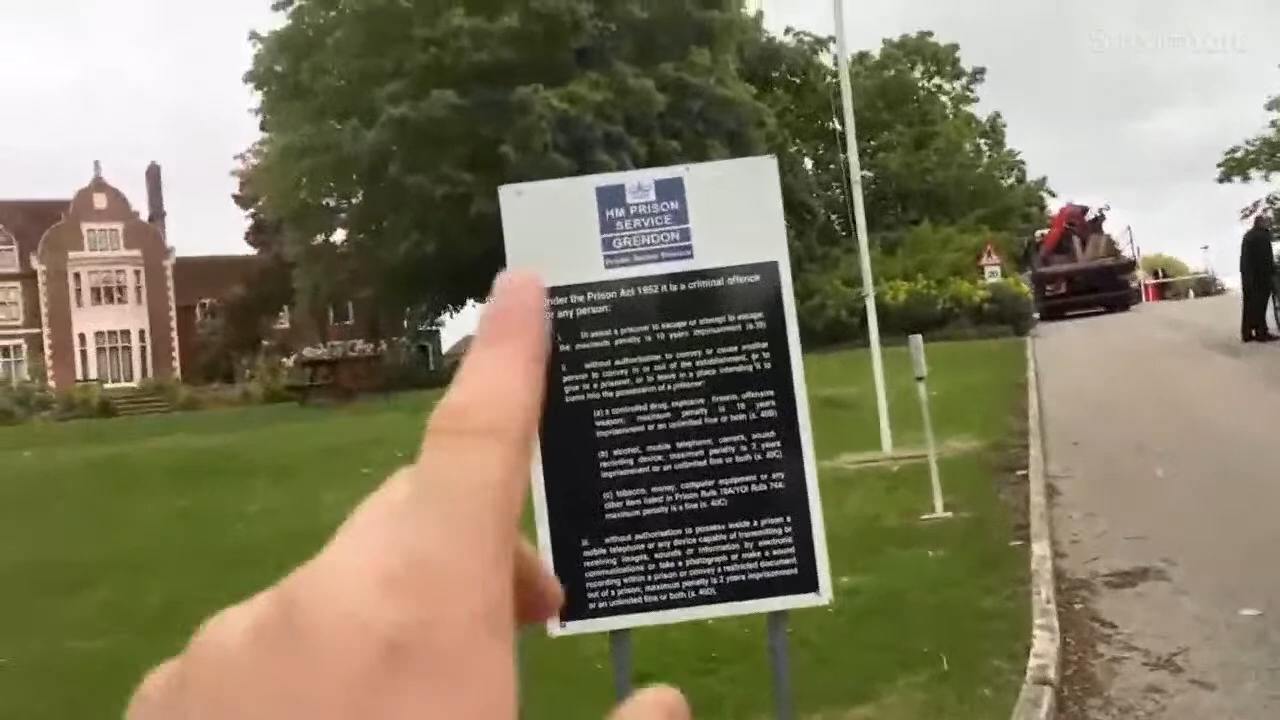 HM PRISON
SERVICE
GRENDON
nder the Prison Act 1952 it is a criminal offence
or any person:
i. To assist a prisoner to escape or attempt to escape:
the maximum penalty is 10 years imprisonment (s.39)
ii. without authorisation to convey or cause another
person to convey in or out of the establishment, or to
give to a prisoner, or to leave in a place intending it to
come into the possession of a prisoner:
(a) a controlled drug, explosive, firearm, offensive
weapon: maximum penalty is 10 years
imprisonment or an unlimited fine or both (s. 40B)
(b) alcohol, mobile telephone, camera, sound
recording device: maximum penalty is 2 years
imprisonment or an unlimited fine or both (s. 40C)
(c) tobacco, money, computer equipment or any
other item listed in Prison Rule 70A/YOI Rule 74A:
maximum penalty is a fine (s. 40C)
iii. without authorisation to possess inside a prison a
mobile telephone or any device capable of transmitting or
receiving images, sounds or information by electronic
communications or take a photograph or make a sound
recording within a prison or convey a restricted document
out of a prison: maximum penalty is 2 years imprisonment
or an unlimited fine or both (s. 40D).
20